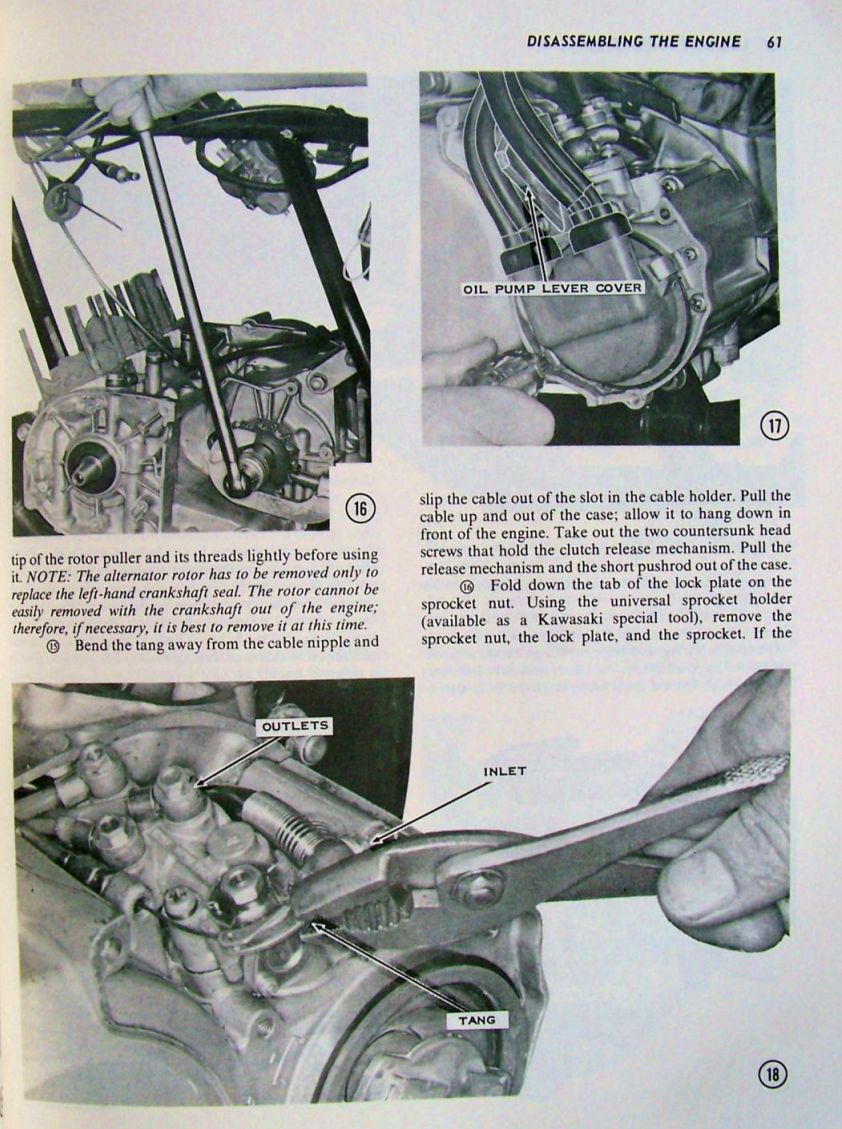 DISASSEMBLING THE ENGINE 61
OIL PUMP LEVER COVER
16
17
tip of the rotor puller and its threads lightly before using
it. NOTE: The alternator rotor has to be removed only to
replace the left-hand crankshaft seal. The rotor cannot be
easily removed with the crankshaft out of the engine;
therefore, if necessary, it is best to remove it at this time.
⑮ Bend the tang away from the cable nipple and
slip the cable out of the slot in the cable holder. Pull the
cable up and out of the case; allow it to hang down in
front of the engine. Take out the two countersunk head
screws that hold the clutch release mechanism. Pull the
release mechanism and the short pushrod out of the case.
⑯ Fold down the tab of the lock plate on the
sprocket nut. Using the universal sprocket holder
(available as a Kawasaki special tool), remove the
sprocket nut, the lock plate, and the sprocket. If the
OUTLETS
INLET
TANG
18